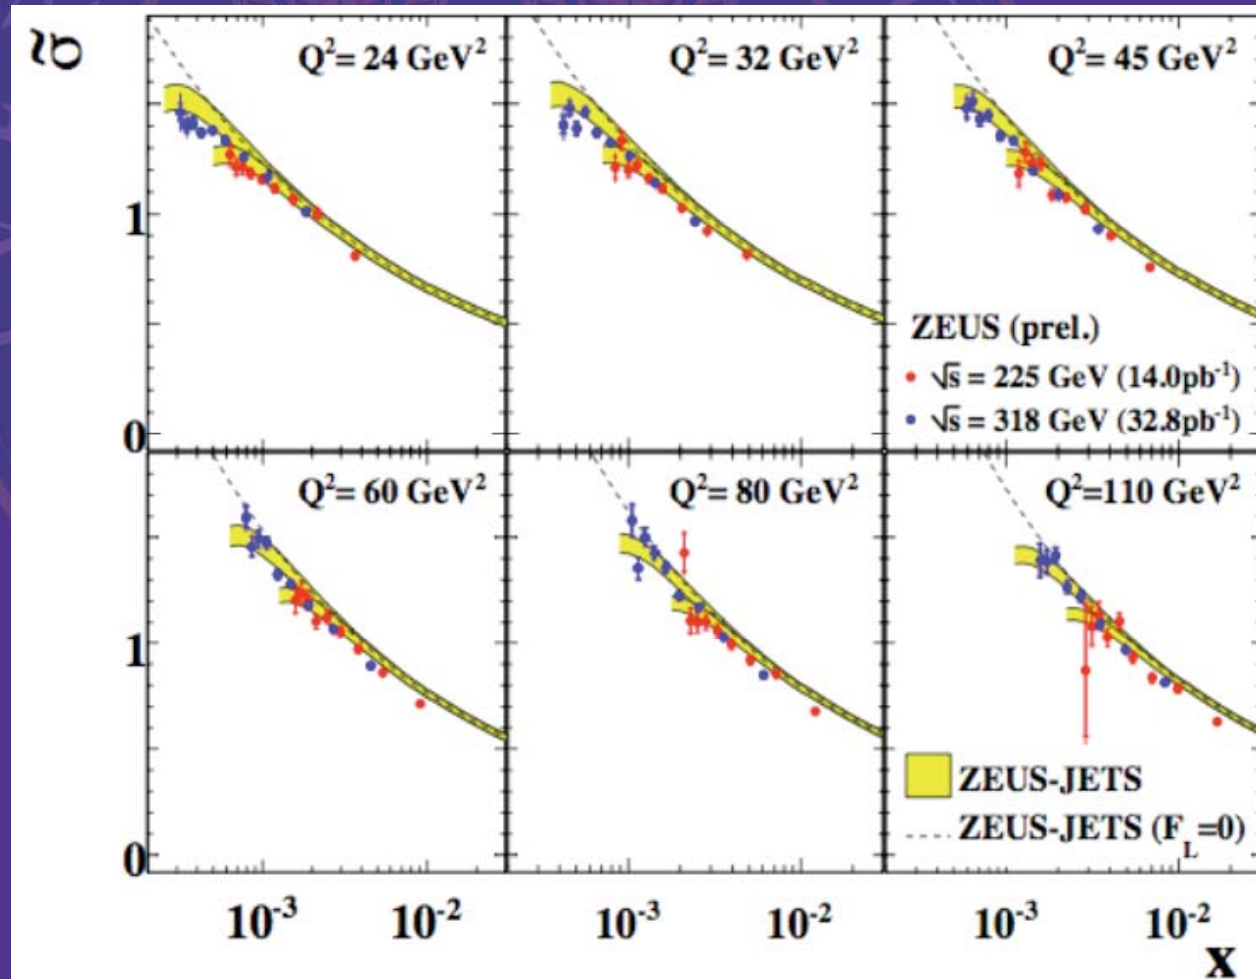 σ̃
Q²= 24 GeV²
Q²= 32 GeV²
Q²= 45 GeV²
1
0
ZEUS (prel.)
√s = 225 GeV (14.0pb⁻¹)
√s = 318 GeV (32.8pb⁻¹)
Q²= 60 GeV²
Q²= 80 GeV²
Q²=110 GeV²
1
0
ZEUS-JETS
ZEUS-JETS (F_L=0)
10⁻³ 10⁻² 10⁻³ 10⁻² 10⁻³ 10⁻²
x